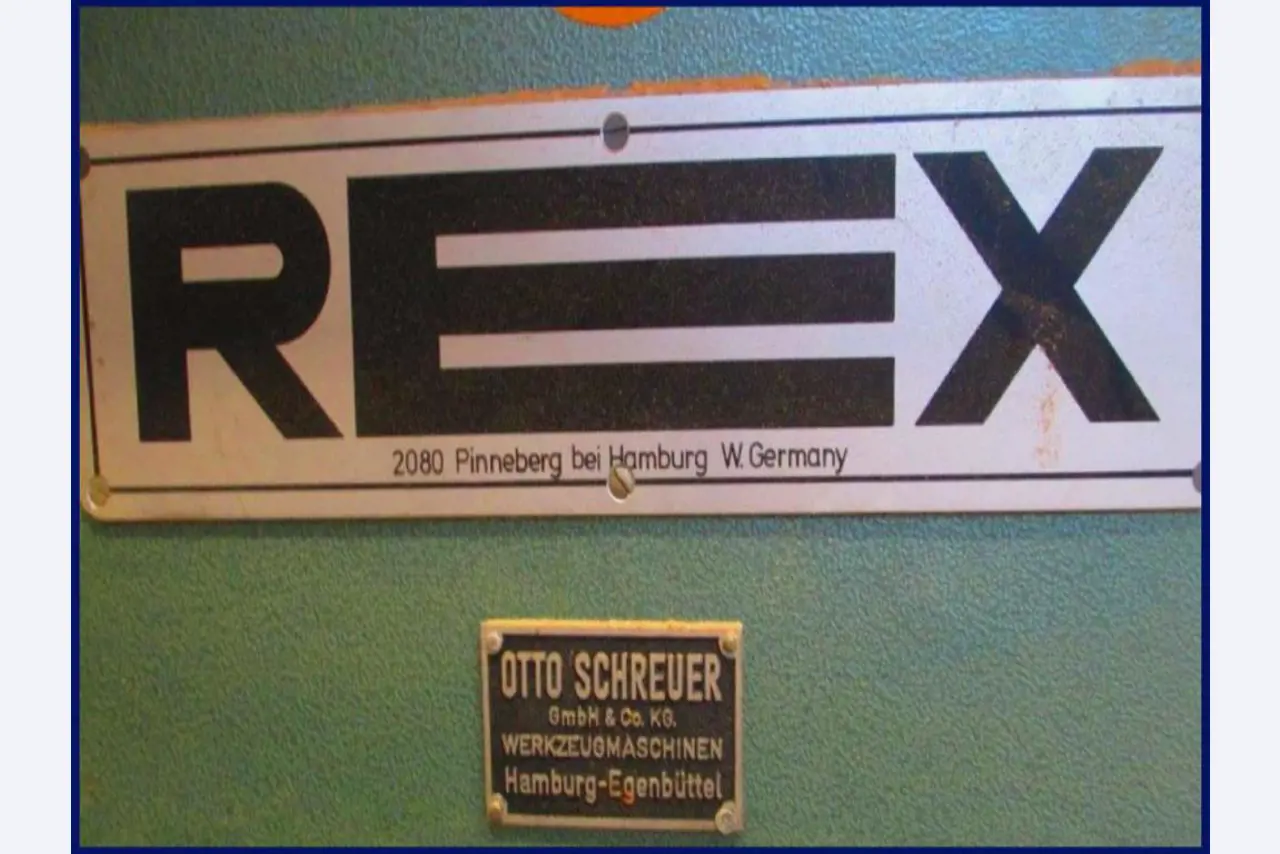 REX
2080 Pinneberg bei Hamburg W. Germany
OTTO SCHREUER
GmbH & Co. KG.
WERKZEUGMASCHINEN
Hamburg-Egenbüttel